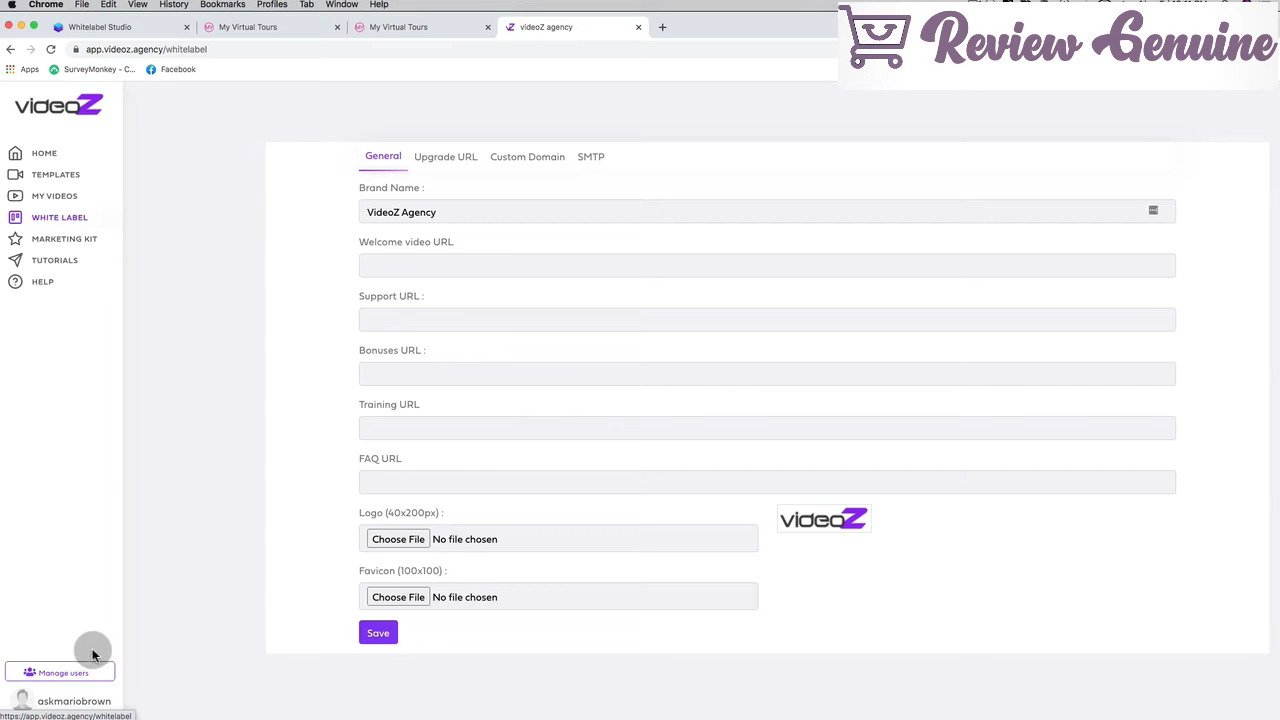 Chrome File Edit View History Bookmarks Profiles Tab Window Help
Whitelabel Studio
My Virtual Tours
My Virtual Tours
videoZ agency
Review Genuine
app.videoz.agency/whitelabel
Apps
SurveyMonkey - C...
Facebook
videoZ
HOME
TEMPLATES
MY VIDEOS
WHITE LABEL
MARKETING KIT
TUTORIALS
HELP
General
Upgrade URL
Custom Domain
SMTP
Brand Name :
VideoZ Agency
Welcome video URL
Support URL :
Bonuses URL :
Training URL
FAQ URL
Logo (40x200px) :
Choose File No file chosen
videoZ
Favicon (100x100) :
Choose File No file chosen
Save
Manage users
askmariobrown
https://app.videoz.agency/whitelabel